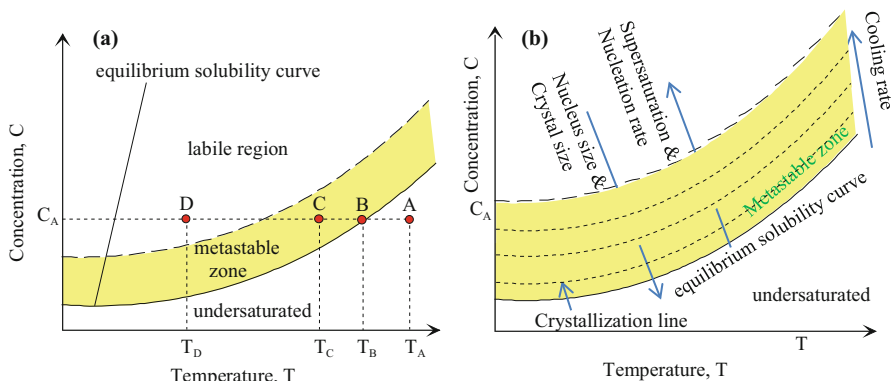 (a)
equilibrium solubility curve
labile region
Concentration, C
C_A
D
C
B
A
metastable
zone
undersaturated
T_D
T_C
T_B
T_A
Temperature, T
(b)
Concentration, C
C_A
Nucleus size &
Crystal size
Supersaturation &
Nucleation rate
Cooling rate
Metastable zone
equilibrium solubility curve
undersaturated
Crystallization line
T
Temperature, T